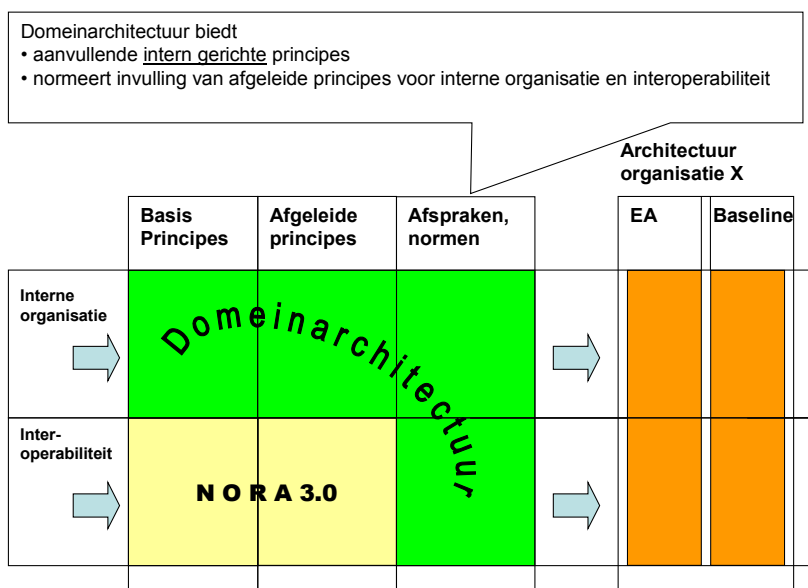 Domeinarchitectuur biedt
• aanvullende intern gerichte principes
• normeert invulling van afgeleide principes voor interne organisatie en interoperabiliteit
Architectuur
organisatie X
Basis
Principes
Afgeleide
principes
Afspraken,
normen
EA
Baseline
Interne
organisatie
Domeinarchitectuur
Inter-
operabiliteit
NORA 3.0